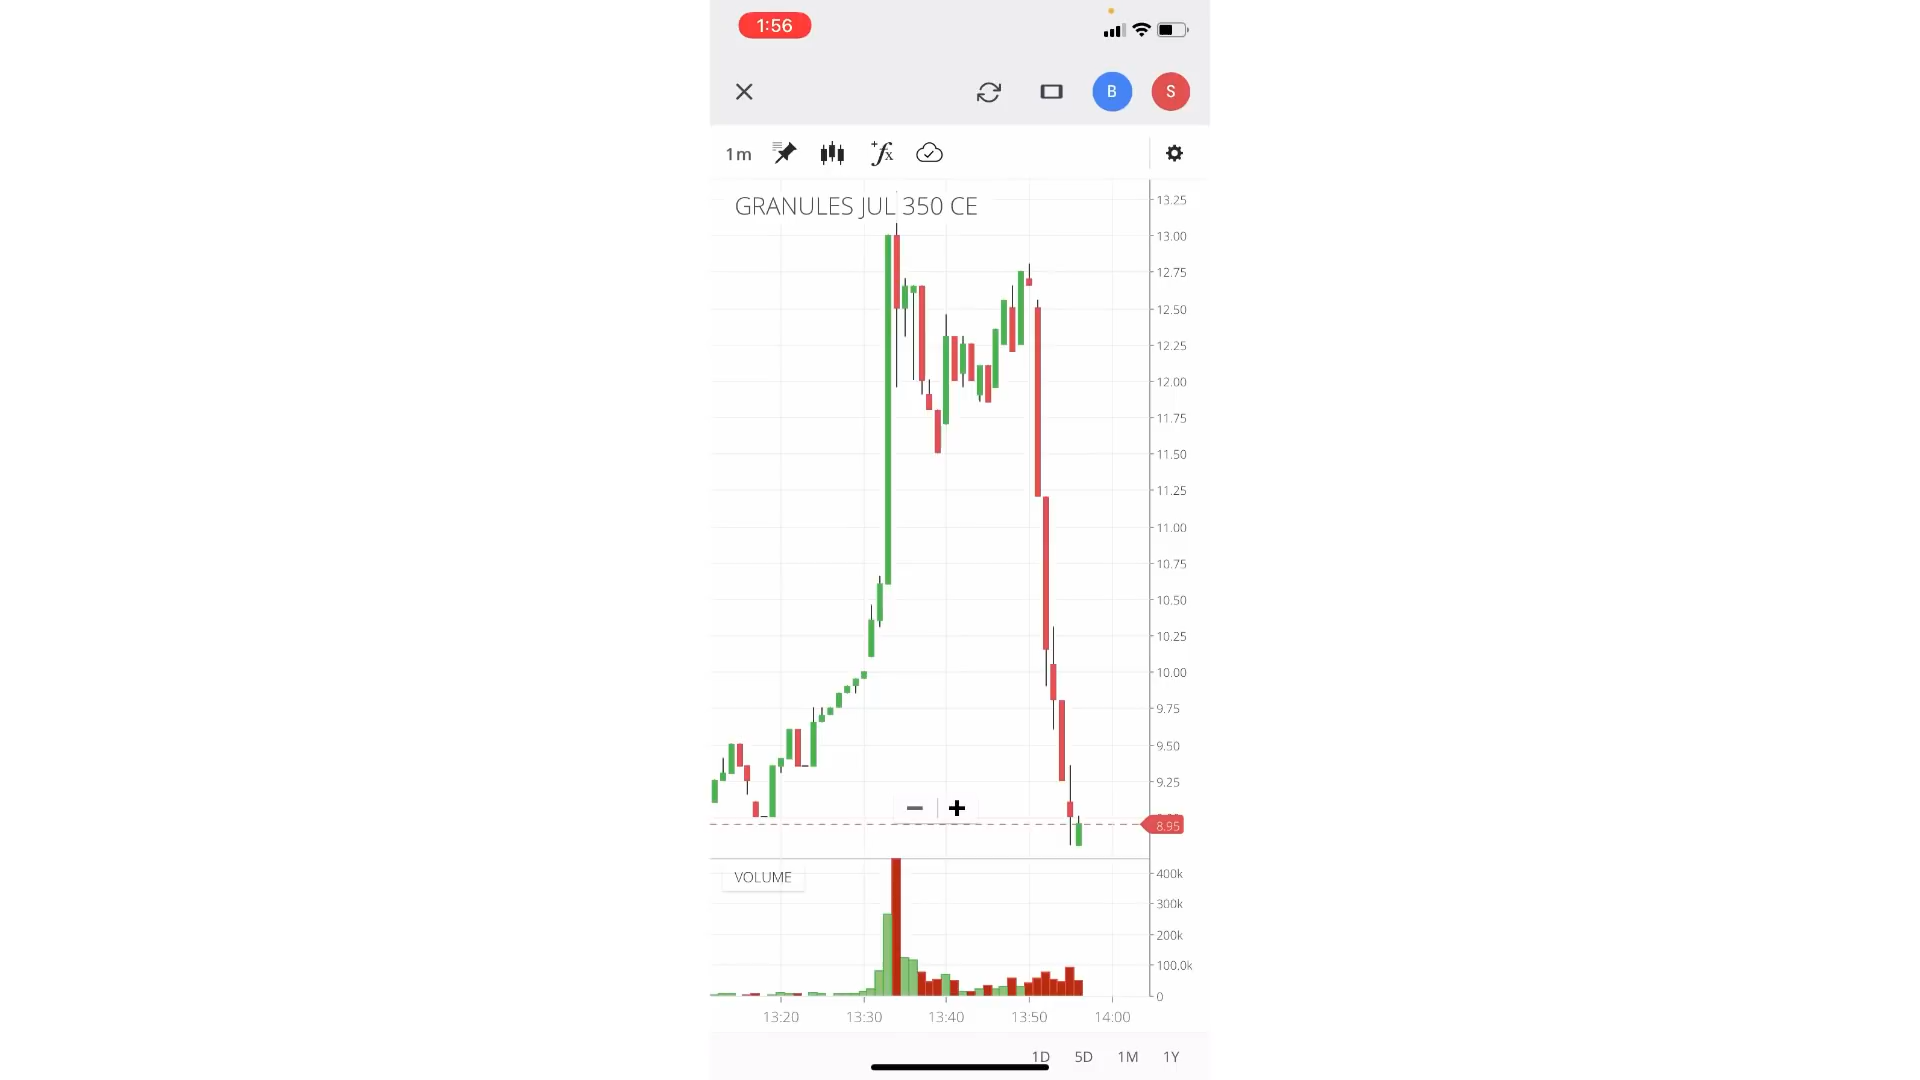 1:56
B
S
1m
+fx
GRANULES JUL 350 CE
13.25
13.00
12.75
12.50
12.25
12.00
11.75
11.50
11.25
11.00
10.75
10.50
10.25
10.00
9.75
9.50
9.25
8.95
VOLUME
400k
300k
200k
100.0k
0
13:20
13:30
13:40
13:50
14:00
1D
5D
1M
1Y